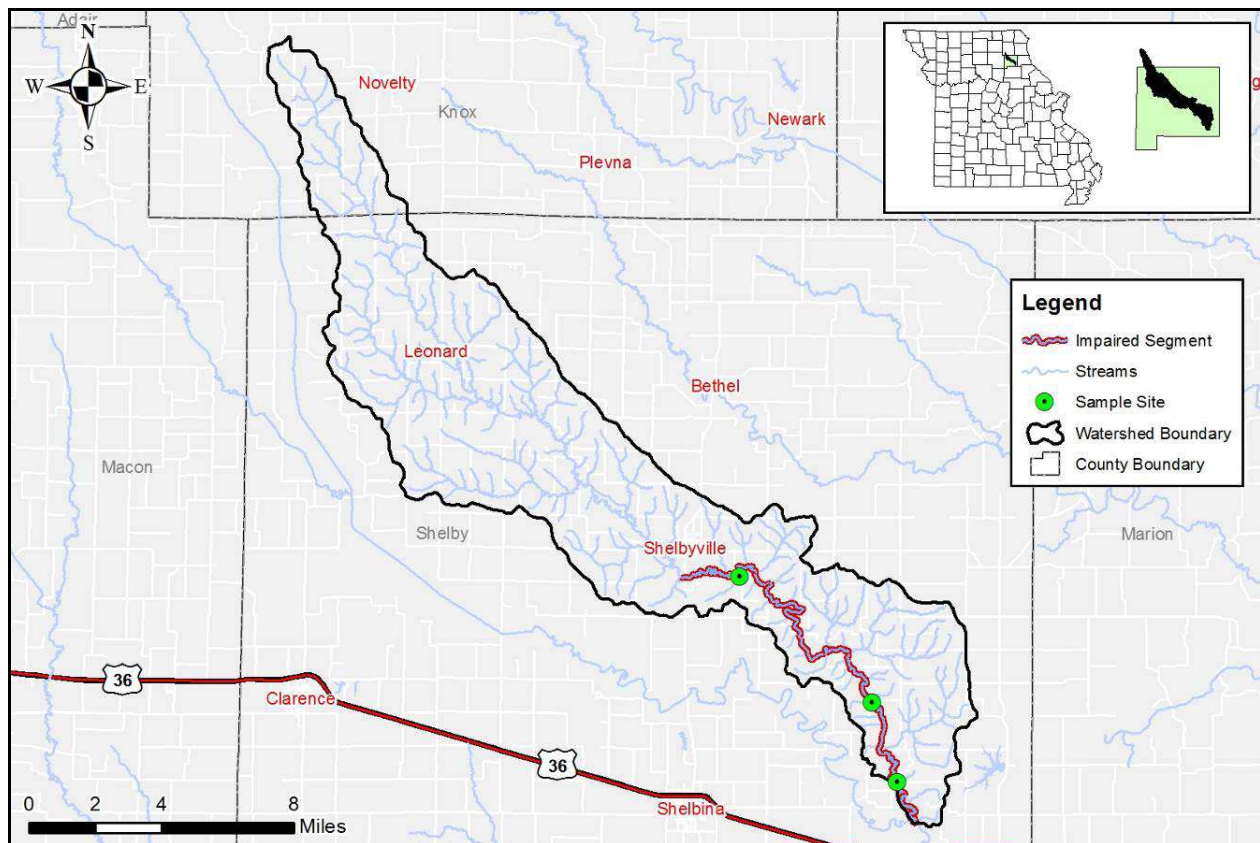 Adair
N
W E
S
Novelty
Knox
Newark
Plevna
g
Legend
Impaired Segment
Streams
Sample Site
Watershed Boundary
County Boundary
Leonard
Bethel
Macon
Shelby
Shelbyville
Marion
36
Clarence
36
Shelbina
0 2 4 8
Miles